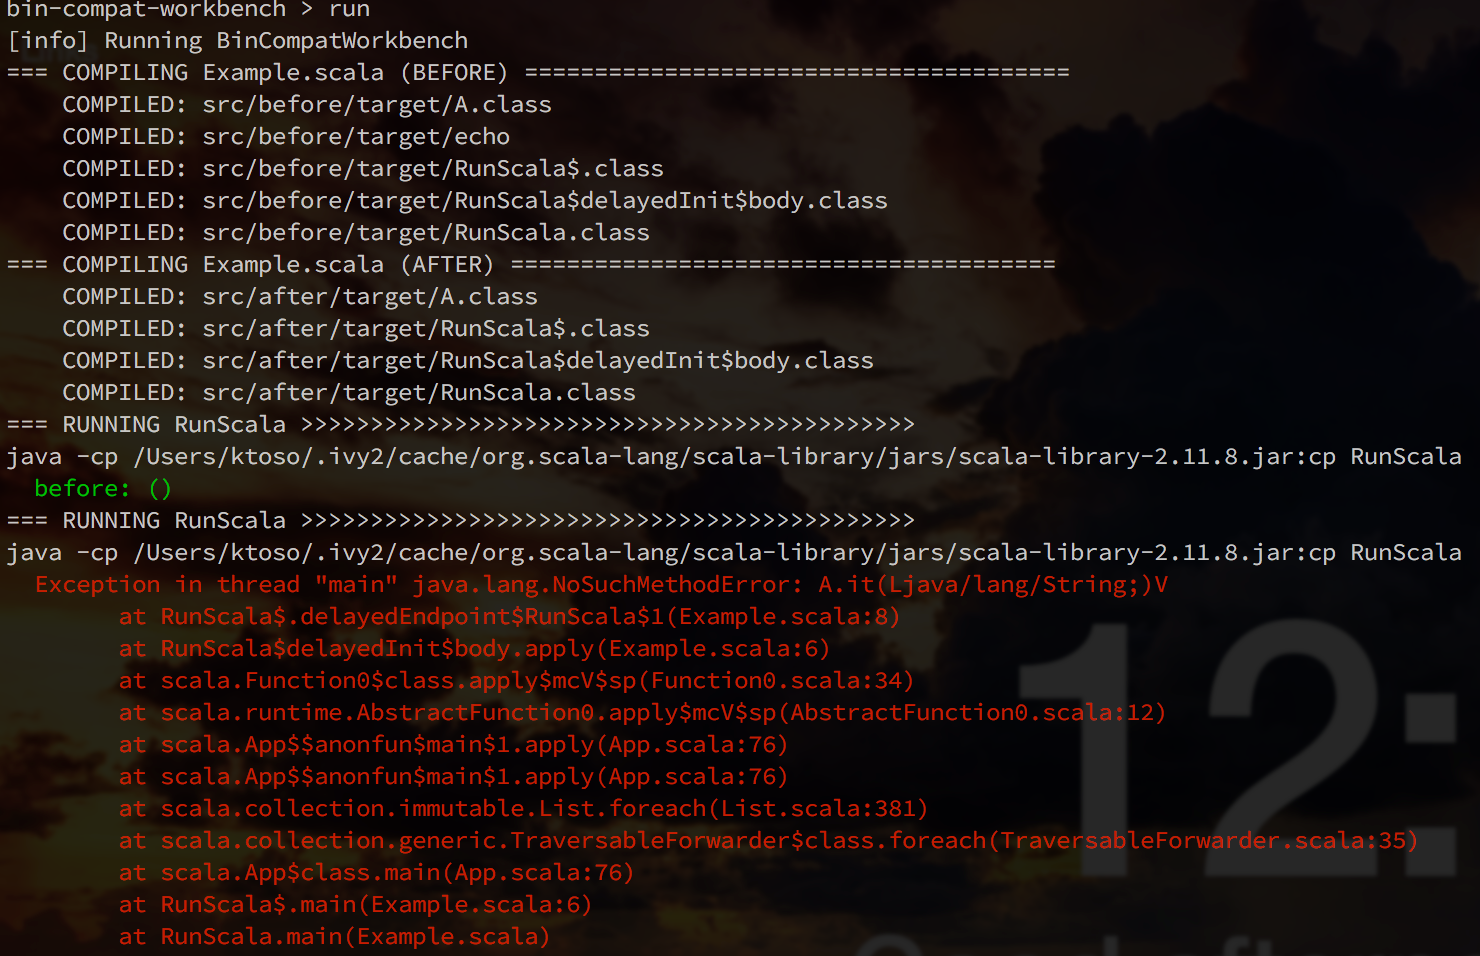 bin-compat-workbench > run
[info] Running BinCompatWorkbench
=== COMPILING Example.scala (BEFORE) =======================================
COMPILED: src/before/target/A.class
COMPILED: src/before/target/echo
COMPILED: src/before/target/RunScala$.class
COMPILED: src/before/target/RunScala$delayedInit$body.class
COMPILED: src/before/target/RunScala.class
=== COMPILING Example.scala (AFTER) =======================================
COMPILED: src/after/target/A.class
COMPILED: src/after/target/RunScala$.class
COMPILED: src/after/target/RunScala$delayedInit$body.class
COMPILED: src/after/target/RunScala.class
=== RUNNING RunScala >>>>>>>>>>>>>>>>>>>>>>>>>>>>>>>>>>>>>>>>>>>>
java -cp /Users/ktoso/.ivy2/cache/org.scala-lang/scala-library/jars/scala-library-2.11.8.jar:cp RunScala
before: ()
=== RUNNING RunScala >>>>>>>>>>>>>>>>>>>>>>>>>>>>>>>>>>>>>>>>>>>>
java -cp /Users/ktoso/.ivy2/cache/org.scala-lang/scala-library/jars/scala-library-2.11.8.jar:cp RunScala
Exception in thread "main" java.lang.NoSuchMethodError: A.it(Ljava/lang/String;)V
at RunScala$.delayedEndpoint$RunScala$1(Example.scala:8)
at RunScala$delayedInit$body.apply(Example.scala:6)
at scala.Function0$class.apply$mcV$sp(Function0.scala:34)
at scala.runtime.AbstractFunction0.apply$mcV$sp(AbstractFunction0.scala:12)
at scala.App$$anonfun$main$1.apply(App.scala:76)
at scala.App$$anonfun$main$1.apply(App.scala:76)
at scala.collection.immutable.List.foreach(List.scala:381)
at scala.collection.generic.TraversableForwarder$class.foreach(TraversableForwarder.scala:35)
at scala.App$class.main(App.scala:76)
at RunScala$.main(Example.scala:6)
at RunScala.main(Example.scala)
12: